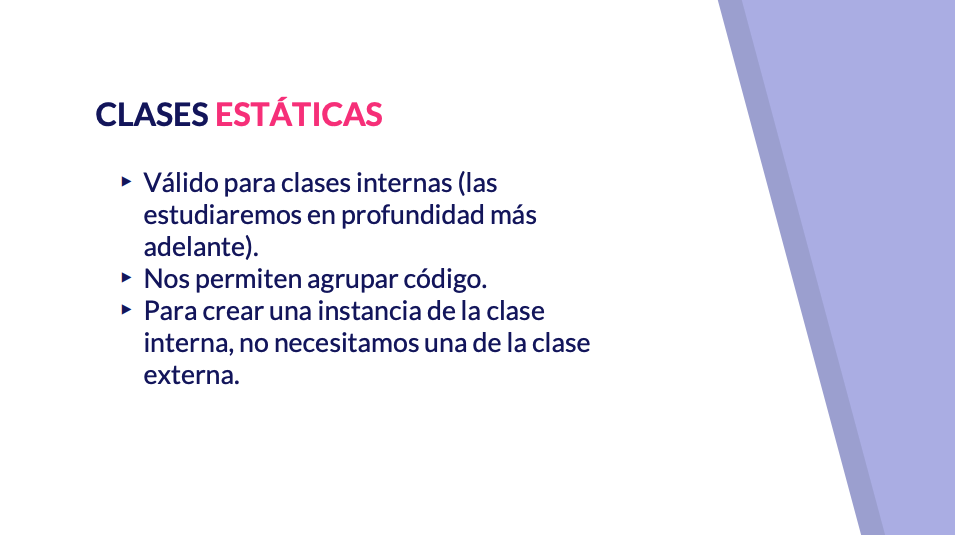 CLASES ESTÁTICAS
▸ Válido para clases internas (las
estudiaremos en profundidad más
adelante).
▸ Nos permiten agrupar código.
▸ Para crear una instancia de la clase
interna, no necesitamos una de la clase
externa.